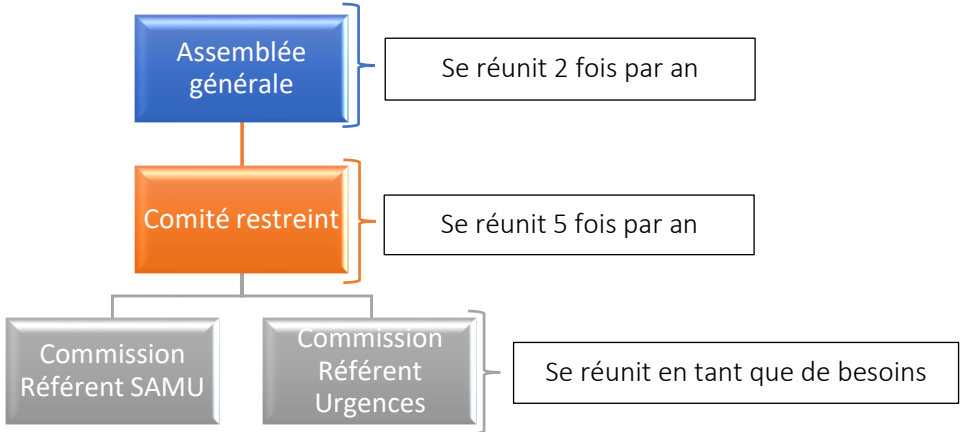 Assemblée
générale
Se réunit 2 fois par an
Comité restreint
Se réunit 5 fois par an
Commission
Référent SAMU
Commission
Référent
Urgences
Se réunit en tant que de besoins